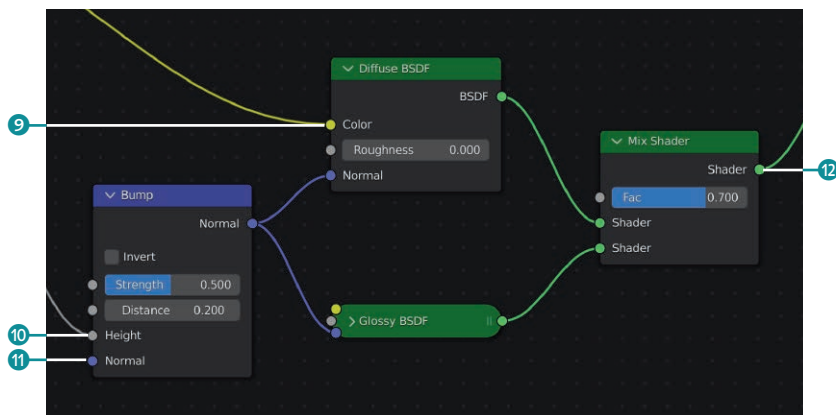 Diffuse BSDF
BSDF
9
Color
Roughness 0.000
Normal
Mix Shader
Shader
12
Fac 0.700
Shader
Shader
Bump
Normal
Invert
Strength 0.500
Distance 0.200
10
Height
11
Normal
Glossy BSDF